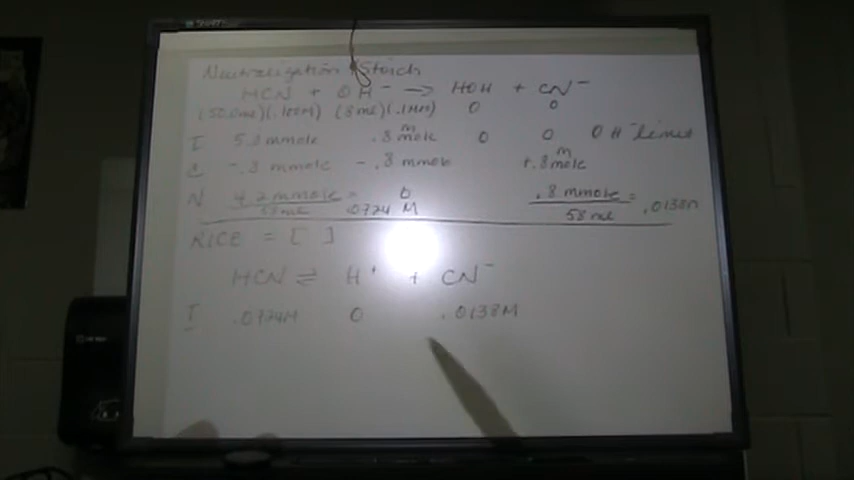 Neutralization Stoich
HCN + OH⁻ → HOH + CN⁻
(50.0ml)(.100M) (8ml)(.1M) 0 0
I 5.0 mmole .8 mmole 0 0 OH⁻ limits
C -.8 mmole -.8 mmole +.8 mmole
N 4.2 mmole/58 ml = .0724 M 0 .8 mmole/58 ml = .0138M
RICE = [ ]
HCN ⇌ H⁺ + CN⁻
I .0724M 0 .0138M